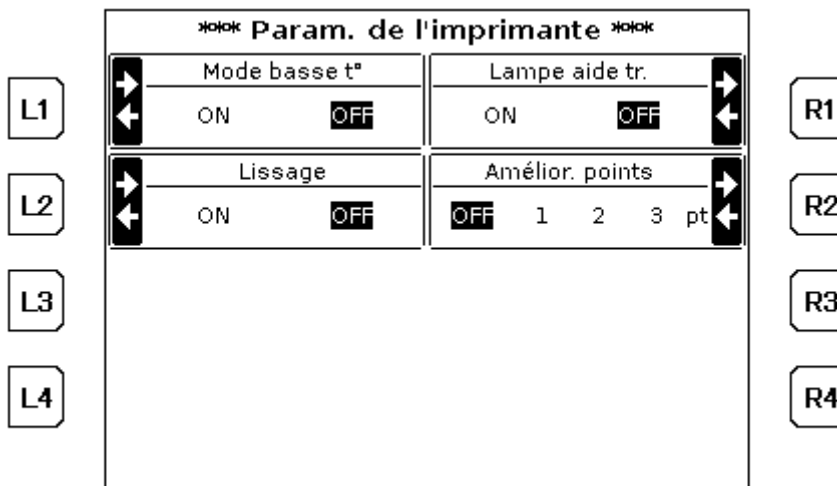 *** Param. de l'imprimante ***
Mode basse t° Lampe aide tr.
L1 ON OFF ON OFF R1
Lissage Amélior. points
L2 ON OFF OFF 1 2 3 pt R2
L3 R3
L4 R4